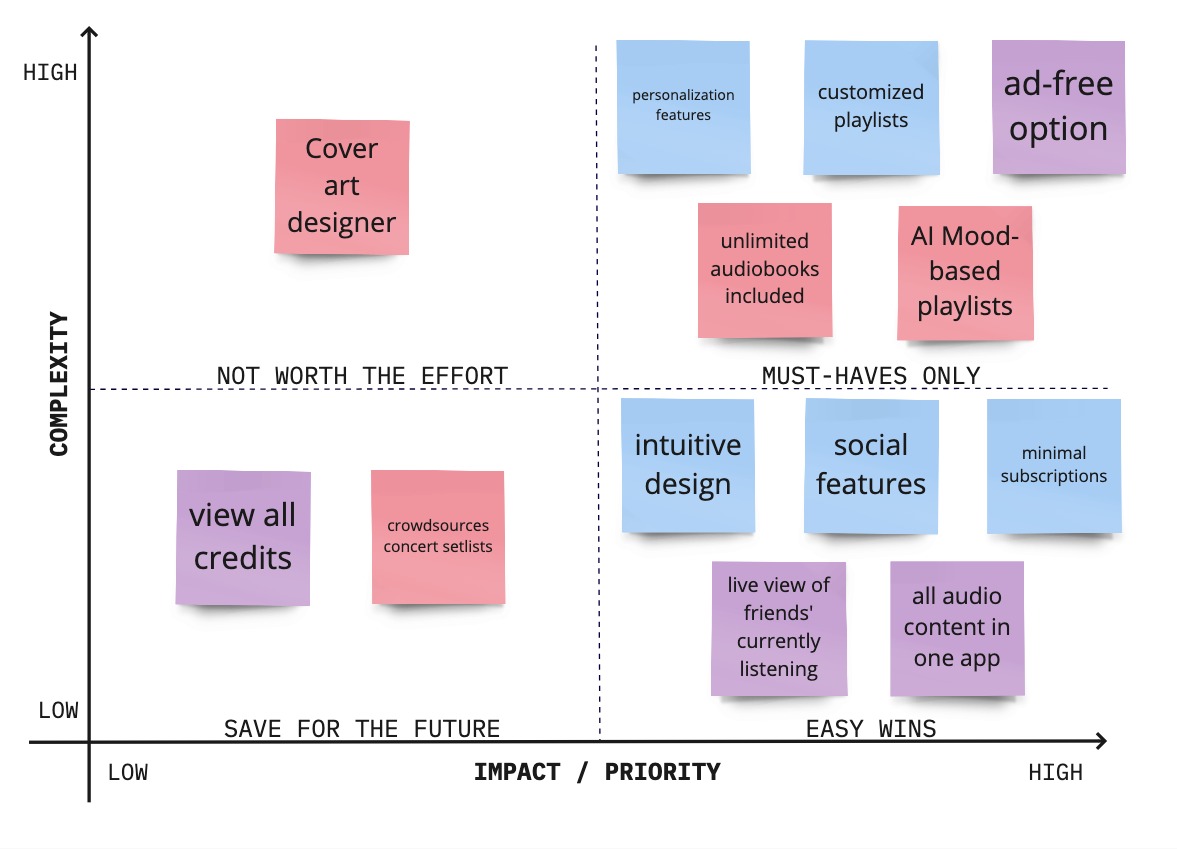 HIGH
personalization
features
customized
playlists
ad-free
option
Cover
art
designer
unlimited
audiobooks
included
AI Mood-
based
playlists
NOT WORTH THE EFFORT
MUST-HAVES ONLY
COMPLEXITY
intuitive
design
social
features
minimal
subscriptions
view all
credits
crowdsources
concert setlists
live view of
friends'
currently
listening
all audio
content in
one app
LOW
SAVE FOR THE FUTURE
EASY WINS
LOW
IMPACT / PRIORITY
HIGH